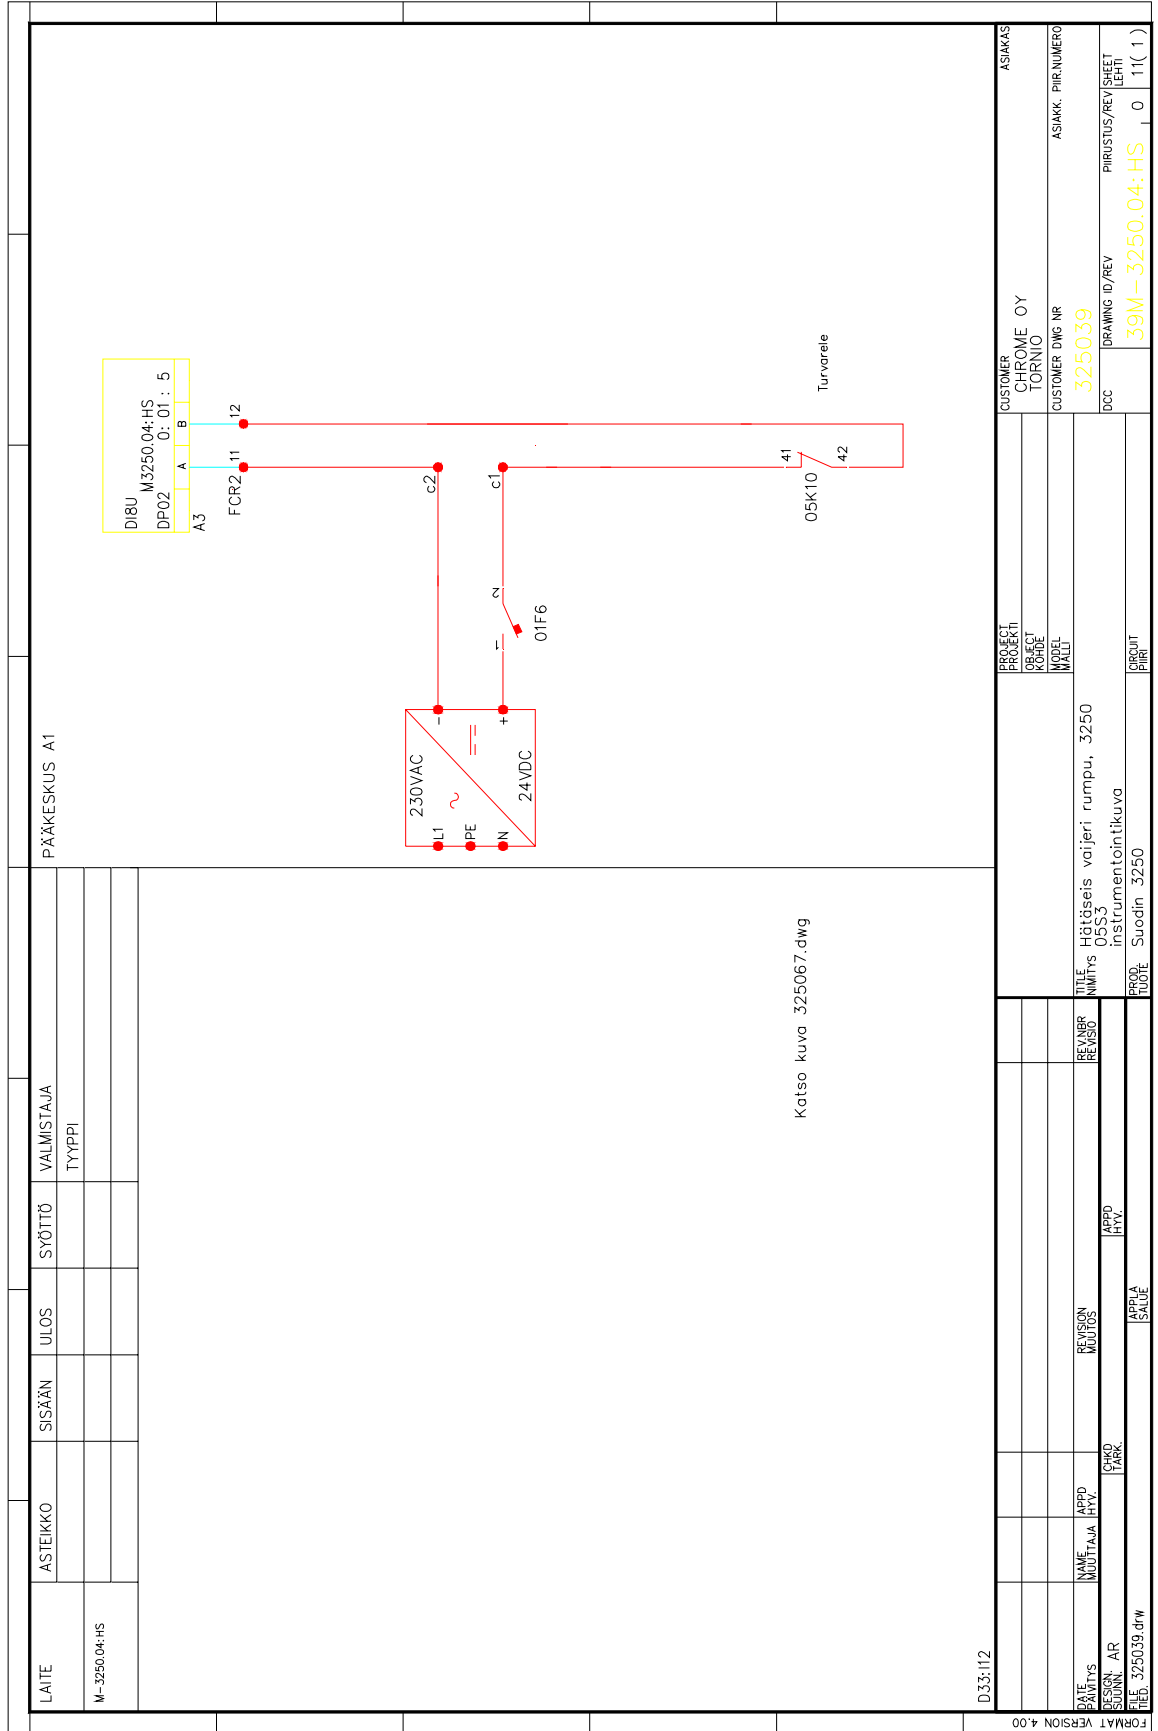 LAITE
ASTEIKKO
SISÄÄN
ULOS
SYÖTTÖ
VALMISTAJA
TYYPPI
M-3250.04:HS
PÄÄKESKUS A1
DI8U
M3250.04:HS
DP02
0: 01 : 5
A
B
A3
FCR2
11
12
230VAC
24VDC
L1
PE
N
-
+
c2
c1
1
2
01F6
41
42
05K10
Turvarele
Katso kuva 325067.dwg
D33:I12
DATE
PÄIVITYS
NAME
MUUTTAJA
APPD
HYV.
REVISION
MUUTOS
REV.NBR
REVISIO
DESIGN.
SUUNN.
AR
CHKD
TARK.
APPD
HYV.
FILE
TIED.
325039.drw
APPLA
SALUE
FORMAT VERSION 4.00
PROJECT
PROJEKTI
OBJECT
KOHDE
MODEL
MALLI
TITLE
NIMITYS
Hätäseis vaijeri rumpu, 3250
05S3
instrumentointikuva
PROD.
TUOTE
Suodin 3250
CIRCUIT
PIIRI
CUSTOMER
ASIAKAS
CHROME OY
TORNIO
CUSTOMER DWG NR
ASIAKK. PIIR.NUMERO
325039
DCC
DRAWING ID/REV
PIIRUSTUS/REV
39M-3250.04:HS
0
SHEET
LEHTI
11( 1 )